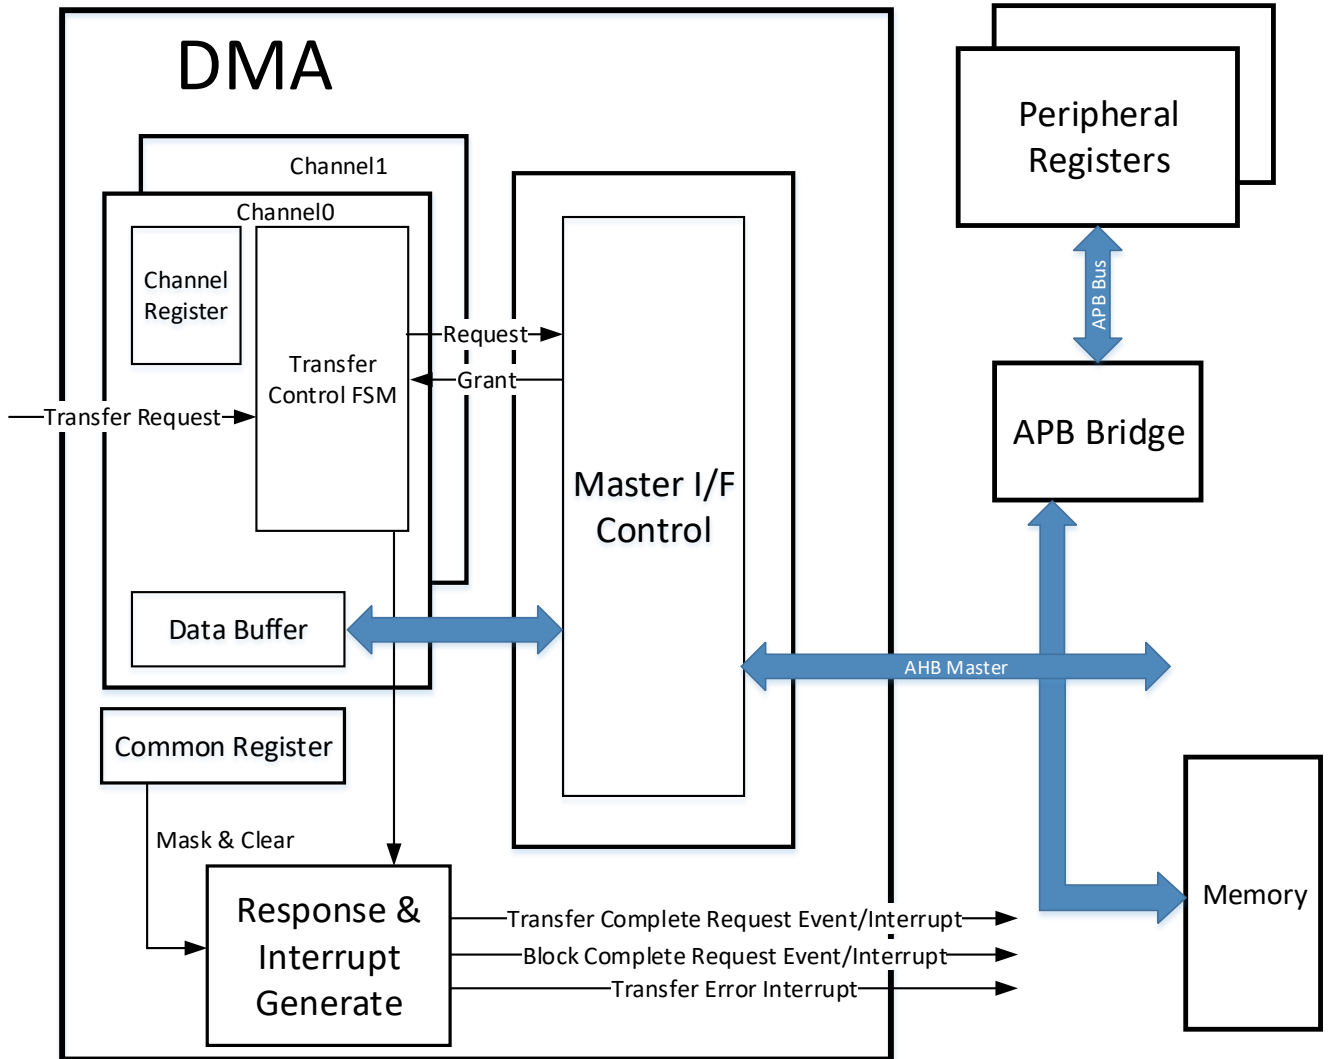 DMA
Peripheral
Registers
Channel1
Channel0
Channel
Register
Transfer
Control FSM
Request
Grant
Transfer Request
APB Bus
APB Bridge
Master I/F
Control
Data Buffer
AHB Master
Common Register
Mask & Clear
Response &
Interrupt
Generate
Transfer Complete Request Event/Interrupt
Block Complete Request Event/Interrupt
Transfer Error Interrupt
Memory